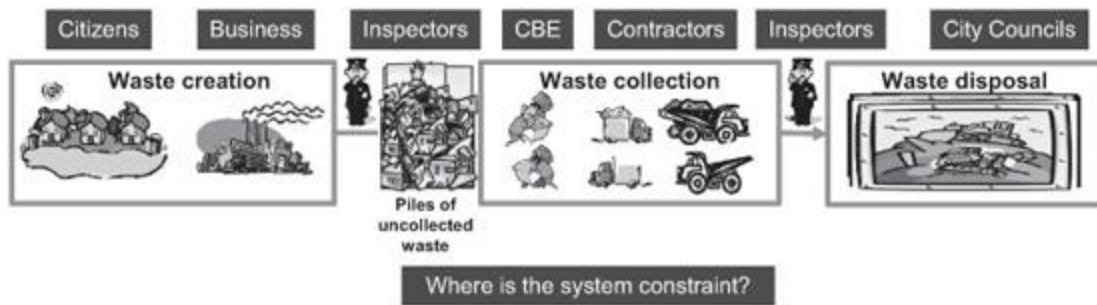 Citizens
Business
Inspectors
CBE
Contractors
Inspectors
City Councils
Waste creation
Waste collection
Waste disposal
Piles of
uncollected
waste
Where is the system constraint?